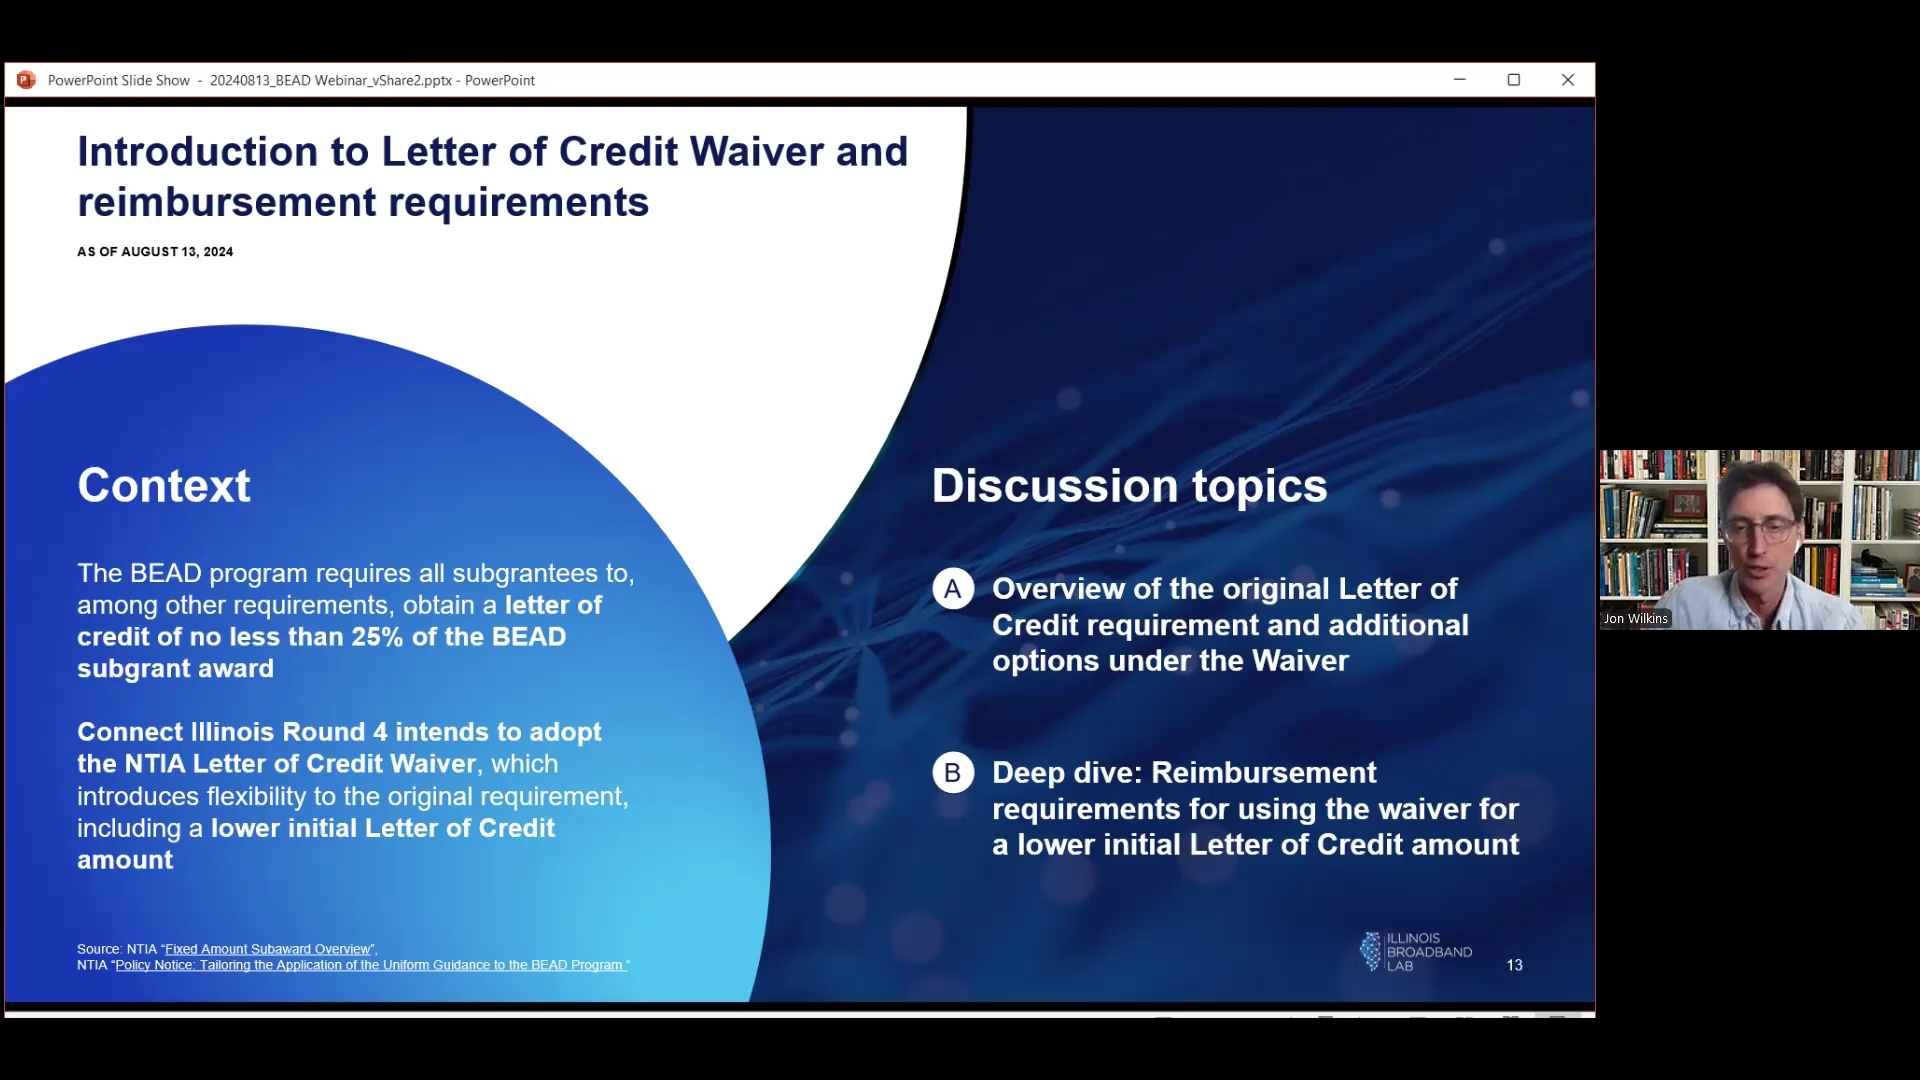 PowerPoint Slide Show - 20240813_BEAD Webinar_vShare2.pptx - PowerPoint
Introduction to Letter of Credit Waiver and
reimbursement requirements
AS OF AUGUST 13, 2024
Context
The BEAD program requires all subgrantees to,
among other requirements, obtain a letter of
credit of no less than 25% of the BEAD
subgrant award
Connect Illinois Round 4 intends to adopt
the NTIA Letter of Credit Waiver, which
introduces flexibility to the original requirement,
including a lower initial Letter of Credit
amount
Source: NTIA “Fixed Amount Subaward Overview”,
NTIA “Policy Notice: Tailoring the Application of the Uniform Guidance to the BEAD Program “
Discussion topics
A Overview of the original Letter of
Credit requirement and additional
options under the Waiver
B Deep dive: Reimbursement
requirements for using the waiver for
a lower initial Letter of Credit amount
ILLINOIS
BROADBAND
LAB
13
Jon Wilkins